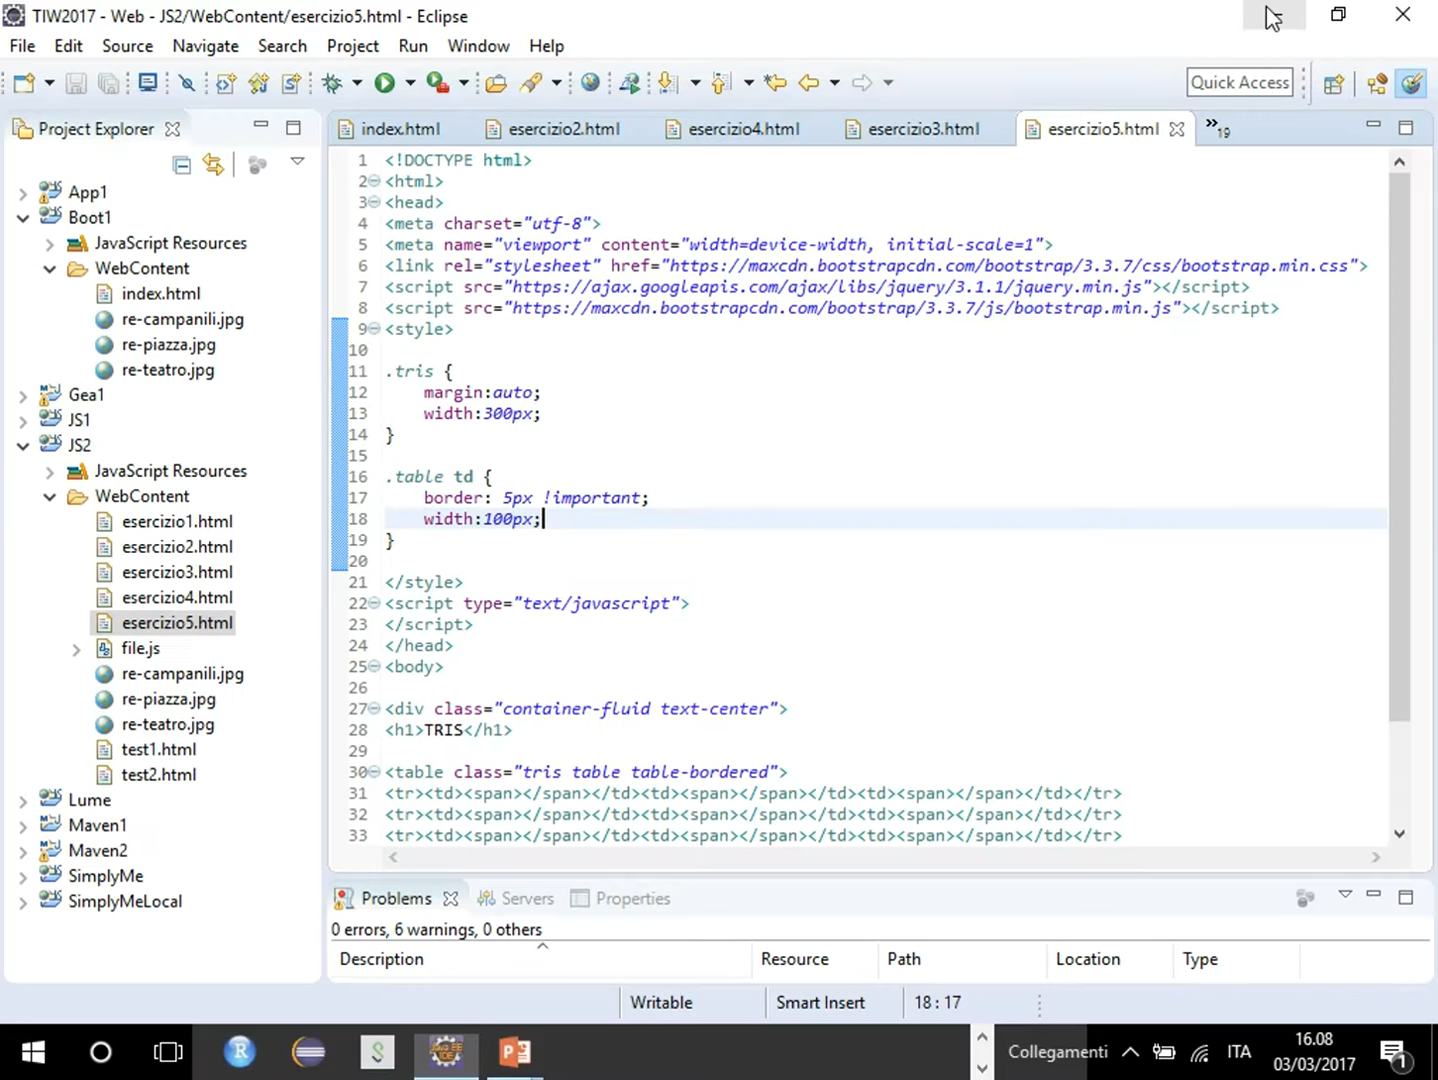 TIW2017 - Web - JS2/WebContent/esercizio5.html - Eclipse
File Edit Source Navigate Search Project Run Window Help
Quick Access
Project Explorer
index.html esercizio2.html esercizio4.html esercizio3.html esercizio5.html »19
App1
Boot1
JavaScript Resources
WebContent
index.html
re-campanili.jpg
re-piazza.jpg
re-teatro.jpg
Gea1
JS1
JS2
JavaScript Resources
WebContent
esercizio1.html
esercizio2.html
esercizio3.html
esercizio4.html
esercizio5.html
file.js
re-campanili.jpg
re-piazza.jpg
re-teatro.jpg
test1.html
test2.html
Lume
Maven1
Maven2
SimplyMe
SimplyMeLocal
1 <!DOCTYPE html>
2 <html>
3 <head>
4 <meta charset="utf-8">
5 <meta name="viewport" content="width=device-width, initial-scale=1">
6 <link rel="stylesheet" href="https://maxcdn.bootstrapcdn.com/bootstrap/3.3.7/css/bootstrap.min.css">
7 <script src="https://ajax.googleapis.com/ajax/libs/jquery/3.1.1/jquery.min.js"></script>
8 <script src="https://maxcdn.bootstrapcdn.com/bootstrap/3.3.7/js/bootstrap.min.js"></script>
9 <style>
10
11 .tris {
12 margin:auto;
13 width:300px;
14 }
15
16 .table td {
17 border: 5px !important;
18 width:100px;
19 }
20
21 </style>
22 <script type="text/javascript">
23 </script>
24 </head>
25 <body>
26
27 <div class="container-fluid text-center">
28 <h1>TRIS</h1>
29
30 <table class="tris table table-bordered">
31 <tr><td><span></span></td><td><span></span></td><td><span></span></td></tr>
32 <tr><td><span></span></td><td><span></span></td><td><span></span></td></tr>
33 <tr><td><span></span></td><td><span></span></td><td><span></span></td></tr>
Problems Servers Properties
0 errors, 6 warnings, 0 others
Description Resource Path Location Type
Writable Smart Insert 18 : 17
Collegamenti ITA 16.08
03/03/2017
1